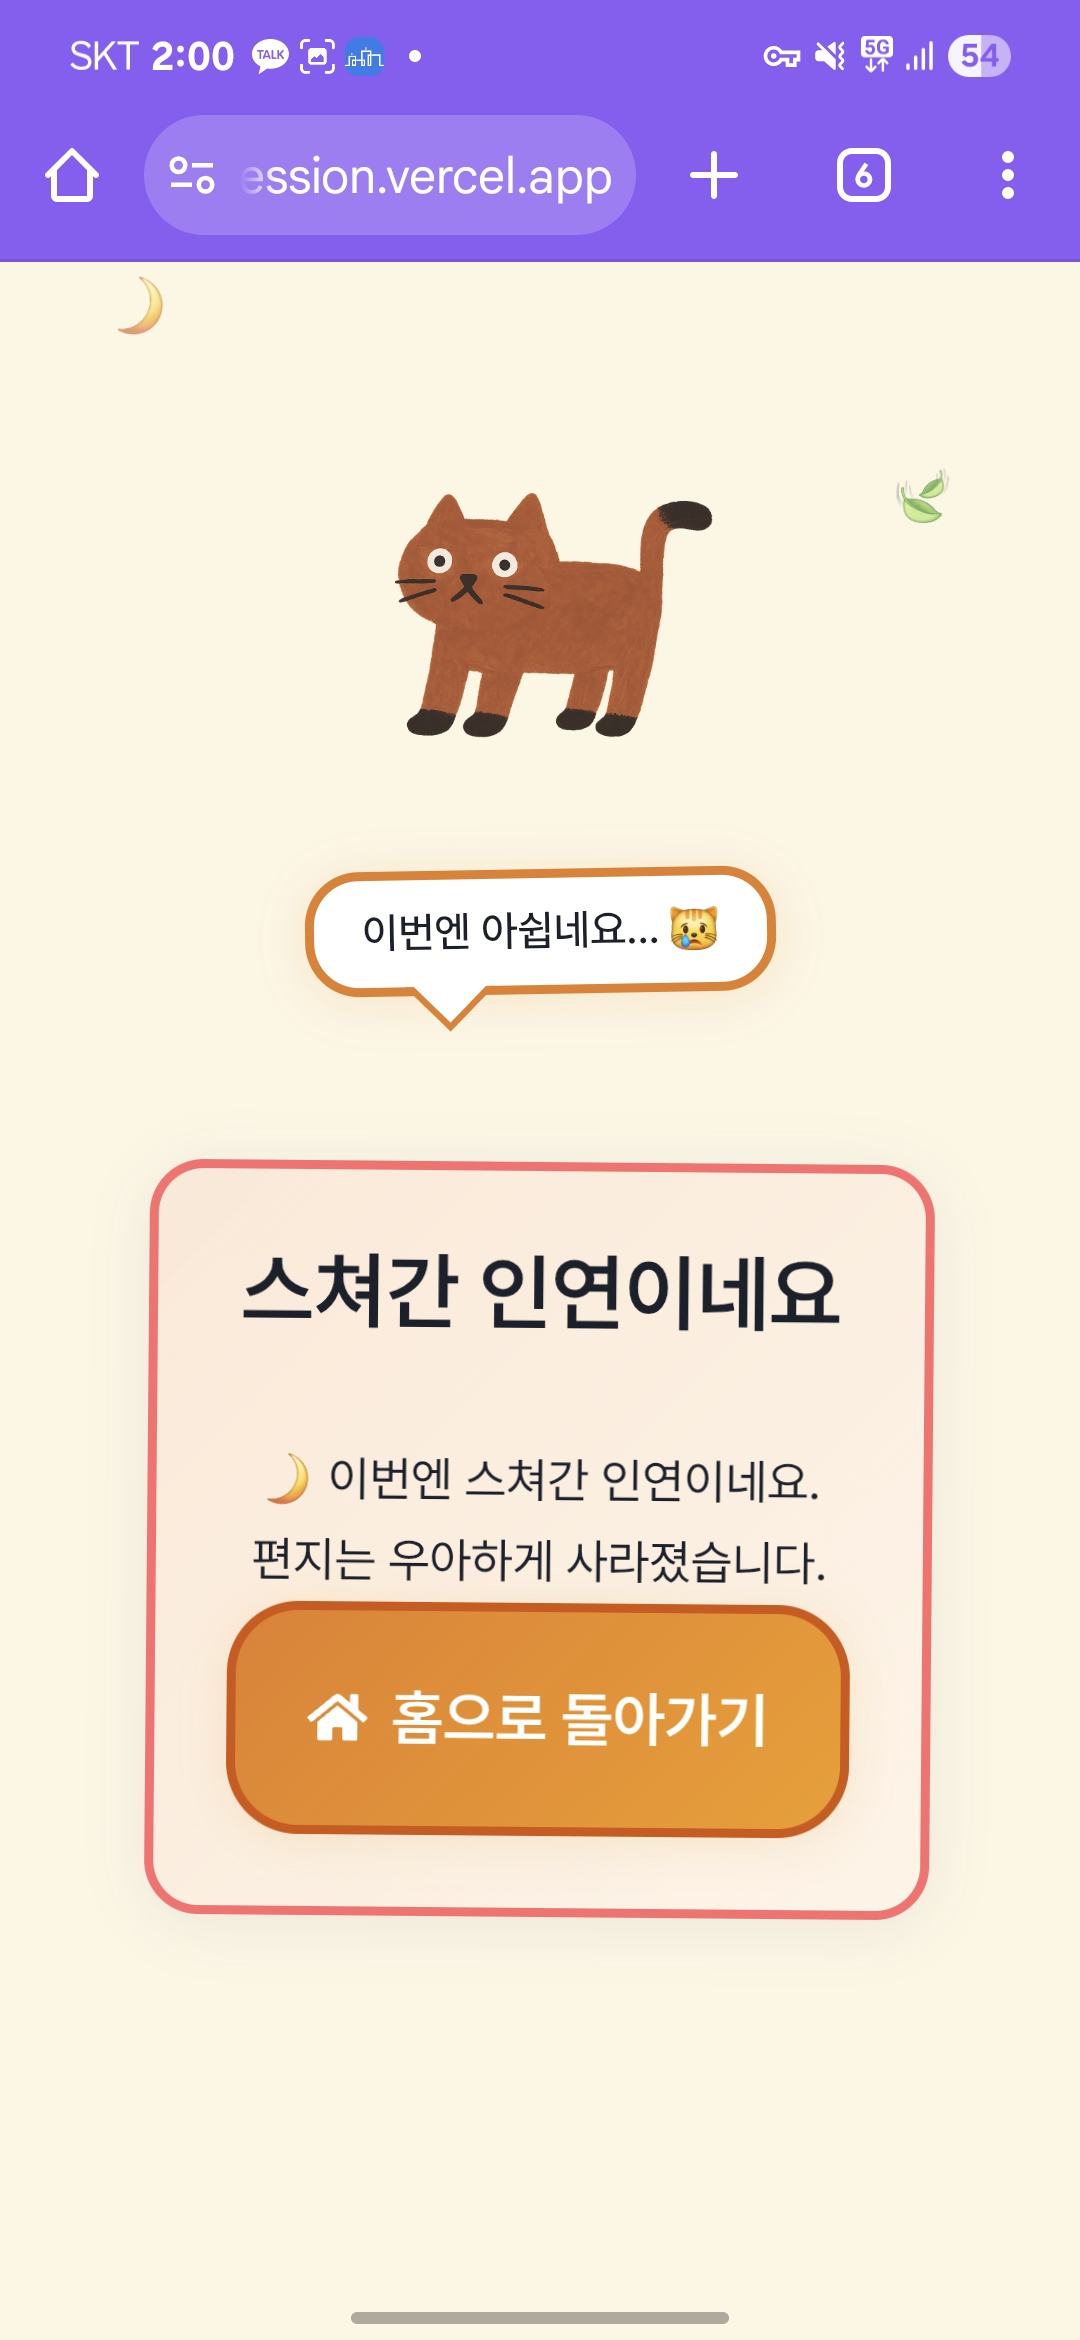 SKT 2:00 TALK 5G 54
ession.vercel.app 6
이번엔 아쉽네요... 😿
스쳐간 인연이네요
🌙 이번엔 스쳐간 인연이네요.
편지는 우아하게 사라졌습니다.
홈으로 돌아가기